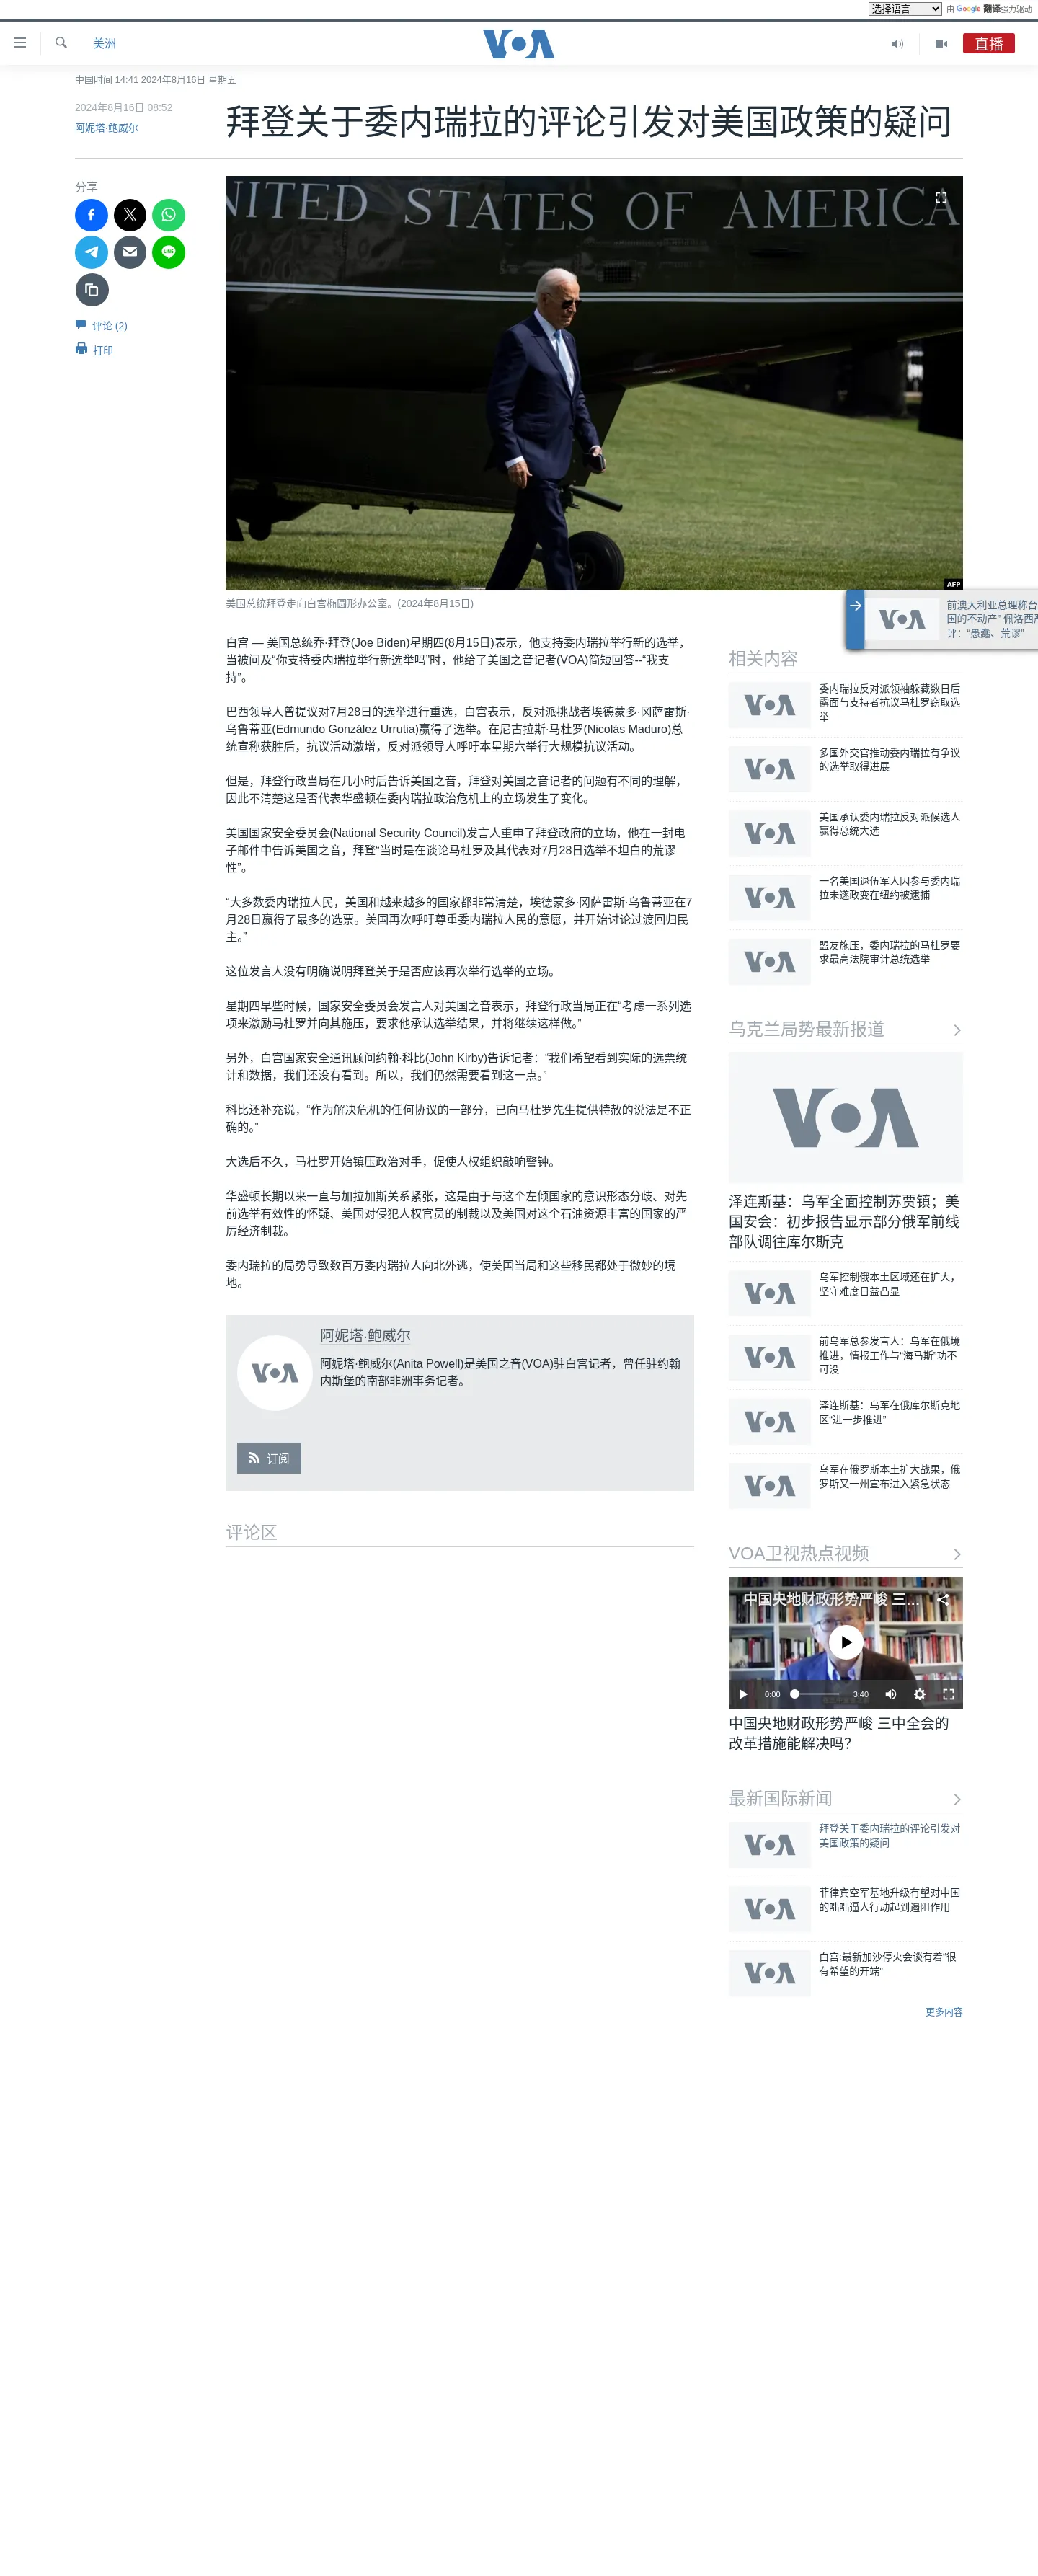 选择语言 由 Google 翻译强力驱动
美洲 VOA 直播
中国时间 14:41 2024年8月16日 星期五
2024年8月16日 08:52
阿妮塔·鲍威尔
拜登关于委内瑞拉的评论引发对美国政策的疑问
分享
评论 (2)
打印
NITED STATES OF AMERICA
AFP
美国总统拜登走向白宫椭圆形办公室。(2024年8月15日)
白宫 — 美国总统乔·拜登(Joe Biden)星期四(8月15日)表示，他支持委内瑞拉举行新的选举，
当被问及“你支持委内瑞拉举行新选举吗”时，他给了美国之音记者(VOA)简短回答--“我支
持”。
巴西领导人曾提议对7月28日的选举进行重选，白宫表示，反对派挑战者埃德蒙多·冈萨雷斯·
乌鲁蒂亚(Edmundo González Urrutia)赢得了选举。在尼古拉斯·马杜罗(Nicolás Maduro)总
统宣称获胜后，抗议活动激增，反对派领导人呼吁本星期六举行大规模抗议活动。
但是，拜登行政当局在几小时后告诉美国之音，拜登对美国之音记者的问题有不同的理解，
因此不清楚这是否代表华盛顿在委内瑞拉政治危机上的立场发生了变化。
美国国家安全委员会(National Security Council)发言人重申了拜登政府的立场，他在一封电
子邮件中告诉美国之音，拜登“当时是在谈论马杜罗及其代表对7月28日选举不坦白的荒谬
性”。
“大多数委内瑞拉人民，美国和越来越多的国家都非常清楚，埃德蒙多·冈萨雷斯·乌鲁蒂亚在7
月28日赢得了最多的选票。美国再次呼吁尊重委内瑞拉人民的意愿，并开始讨论过渡回归民
主。”
这位发言人没有明确说明拜登关于是否应该再次举行选举的立场。
星期四早些时候，国家安全委员会发言人对美国之音表示，拜登行政当局正在“考虑一系列选
项来激励马杜罗并向其施压，要求他承认选举结果，并将继续这样做。”
另外，白宫国家安全通讯顾问约翰·科比(John Kirby)告诉记者：“我们希望看到实际的选票统
计和数据，我们还没有看到。所以，我们仍然需要看到这一点。”
科比还补充说，“作为解决危机的任何协议的一部分，已向马杜罗先生提供特赦的说法是不正
确的。”
大选后不久，马杜罗开始镇压政治对手，促使人权组织敲响警钟。
华盛顿长期以来一直与加拉加斯关系紧张，这是由于与这个左倾国家的意识形态分歧、对先
前选举有效性的怀疑、美国对侵犯人权官员的制裁以及美国对这个石油资源丰富的国家的严
厉经济制裁。
委内瑞拉的局势导致数百万委内瑞拉人向北外逃，使美国当局和这些移民都处于微妙的境
地。
VOA
阿妮塔·鲍威尔
阿妮塔·鲍威尔(Anita Powell)是美国之音(VOA)驻白宫记者，曾任驻约翰
内斯堡的南部非洲事务记者。
订阅
评论区
VOA
前澳大利亚总理称台
国的不动产” 佩洛西严
评：“愚蠢、荒谬”
相关内容
VOA
委内瑞拉反对派领袖躲藏数日后
露面与支持者抗议马杜罗窃取选
举
VOA
多国外交官推动委内瑞拉有争议
的选举取得进展
VOA
美国承认委内瑞拉反对派候选人
赢得总统大选
VOA
一名美国退伍军人因参与委内瑞
拉未遂政变在纽约被逮捕
VOA
盟友施压，委内瑞拉的马杜罗要
求最高法院审计总统选举
乌克兰局势最新报道
VOA
泽连斯基：乌军全面控制苏贾镇；美
国安会：初步报告显示部分俄军前线
部队调往库尔斯克
VOA
乌军控制俄本土区域还在扩大，
坚守难度日益凸显
VOA
前乌军总参发言人：乌军在俄境
推进，情报工作与“海马斯”功不
可没
VOA
泽连斯基：乌军在俄库尔斯克地
区“进一步推进”
VOA
乌军在俄罗斯本土扩大战果，俄
罗斯又一州宣布进入紧急状态
VOA卫视热点视频
中国央地财政形势严峻 三...
0:00 3:40
中国央地财政形势严峻 三中全会的
改革措施能解决吗？
最新国际新闻
VOA
拜登关于委内瑞拉的评论引发对
美国政策的疑问
VOA
菲律宾空军基地升级有望对中国
的咄咄逼人行动起到遏阻作用
VOA
白宫:最新加沙停火会谈有着“很
有希望的开端”
更多内容